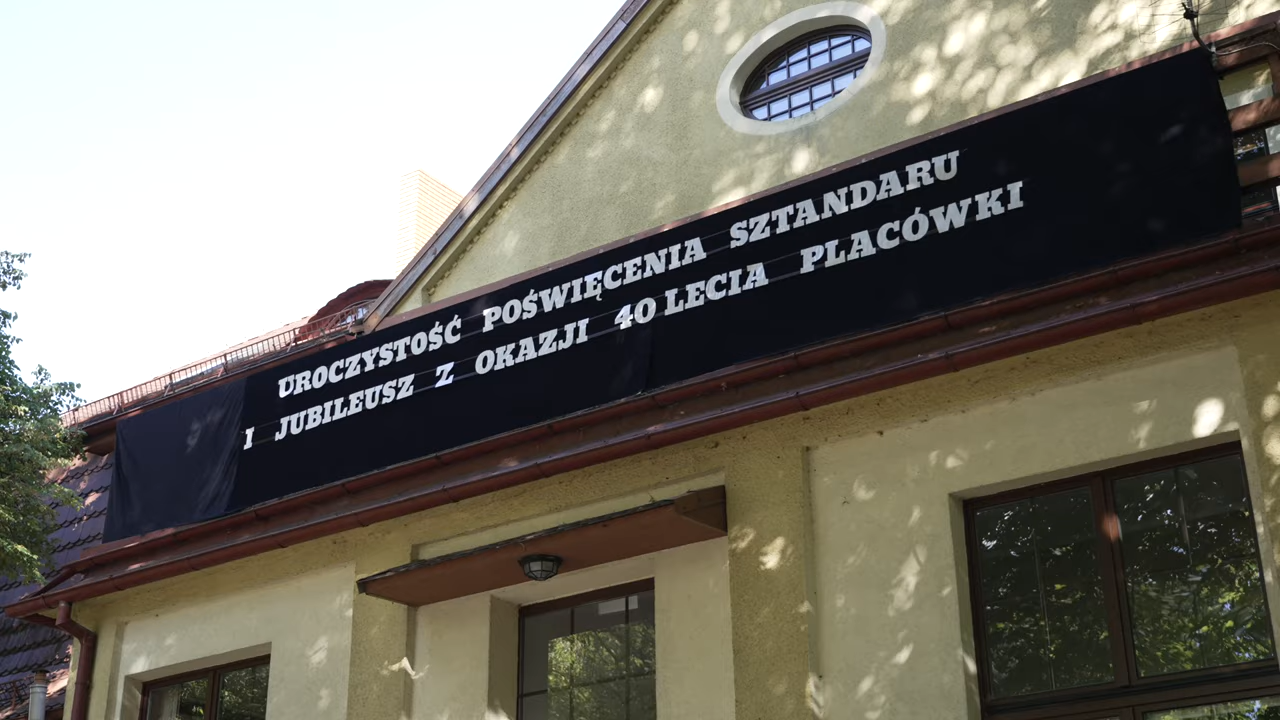 UROCZYSTOŚĆ POŚWIĘCENIA SZTANDARU
I JUBILEUSZ Z OKAZJI 40 LECIA PLACÓWKI